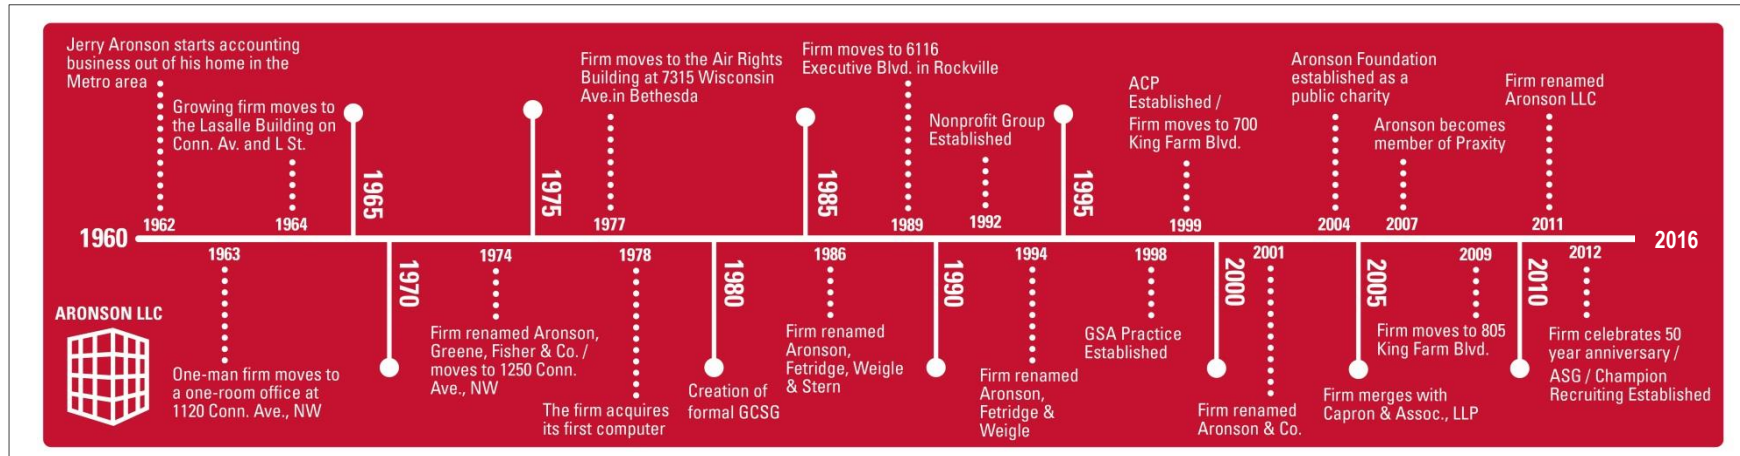 Jerry Aronson starts accounting
business out of his home in the
Metro area
Growing firm moves to
the Lasalle Building on
Conn. Av. and L St.
Firm moves to the Air Rights
Building at 7315 Wisconsin
Ave.in Bethesda
Firm moves to 6116
Executive Blvd. in Rockville
Nonprofit Group
Established
ACP
Established /
Firm moves to 700
King Farm Blvd.
Aronson Foundation
established as a
public charity
Aronson becomes
member of Praxity
Firm renamed
Aronson LLC
1965
1975
1985
1995
1962
1964
1977
1989
1992
1999
2004
2007
2011
1960
2016
1963
1974
1978
1986
1994
1998
2001
2009
2012
1970
1980
1990
2000
2005
2010
ARONSON LLC
One-man firm moves to
a one-room office at
1120 Conn. Ave., NW
Firm renamed Aronson,
Greene, Fisher & Co. /
moves to 1250 Conn.
Ave., NW
The firm acquires
its first computer
Creation of
formal GCSG
Firm renamed
Aronson,
Fetridge, Weigle
& Stern
Firm renamed
Aronson,
Fetridge &
Weigle
GSA Practice
Established
Firm renamed
Aronson & Co.
Firm merges with
Capron & Assoc., LLP
Firm moves to 805
King Farm Blvd.
Firm celebrates 50
year anniversary /
ASG / Champion
Recruiting Established